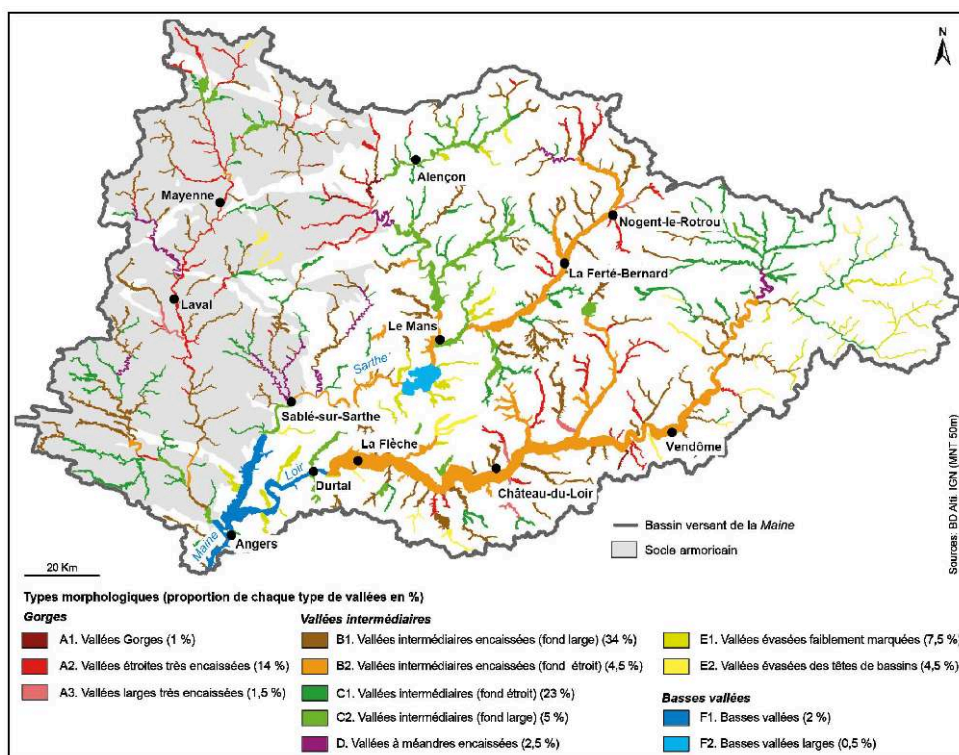 N
Alençon
Mayenne
Nogent-le-Rotrou
La Ferté-Bernard
Laval
Le Mans
Sarthe
Sablé-sur-Sarthe
La Flèche
Vendôme
Loir
Durtal
Château-du-Loir
Maine
Angers
Bassin versant de la Maine
Socle armoricain
20 Km
Sources: BD Alti. IGN (MNT 50m)
Types morphologiques (proportion de chaque type de vallées en %)
Gorges
A1. Vallées Gorges (1 %)
A2. Vallées étroites très encaissées (14 %)
A3. Vallées larges très encaissées (1,5 %)
Vallées intermédiaires
B1. Vallées intermédiaires encaissées (fond large) (34 %)
B2. Vallées intermédiaires encaissées (fond étroit) (4,5 %)
C1. Vallées intermédiaires (fond étroit) (23 %)
C2. Vallées intermédiaires (fond large) (5 %)
D. Vallées à méandres encaissées (2,5 %)
E1. Vallées évasées faiblement marquées (7,5 %)
E2. Vallées évasées des têtes de bassins (4,5 %)
Basses vallées
F1. Basses vallées (2 %)
F2. Basses vallées larges (0,5 %)